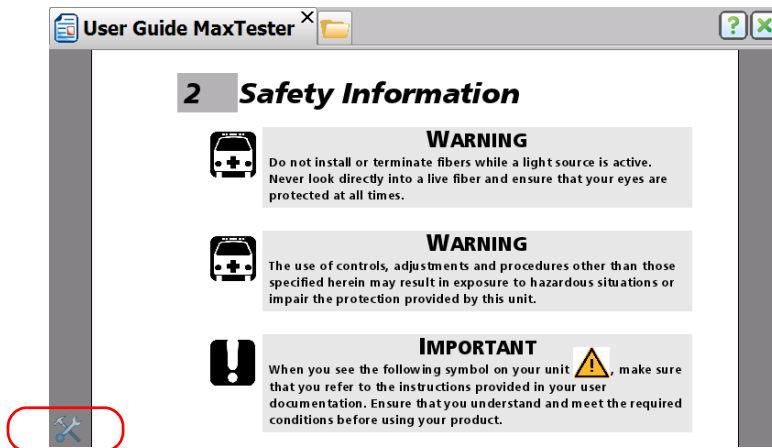 User Guide MaxTester
2 Safety Information
WARNING
Do not install or terminate fibers while a light source is active.
Never look directly into a live fiber and ensure that your eyes are
protected at all times.
WARNING
The use of controls, adjustments and procedures other than those
specified herein may result in exposure to hazardous situations or
impair the protection provided by this unit.
IMPORTANT
When you see the following symbol on your unit , make sure
that you refer to the instructions provided in your user
documentation. Ensure that you understand and meet the required
conditions before using your product.